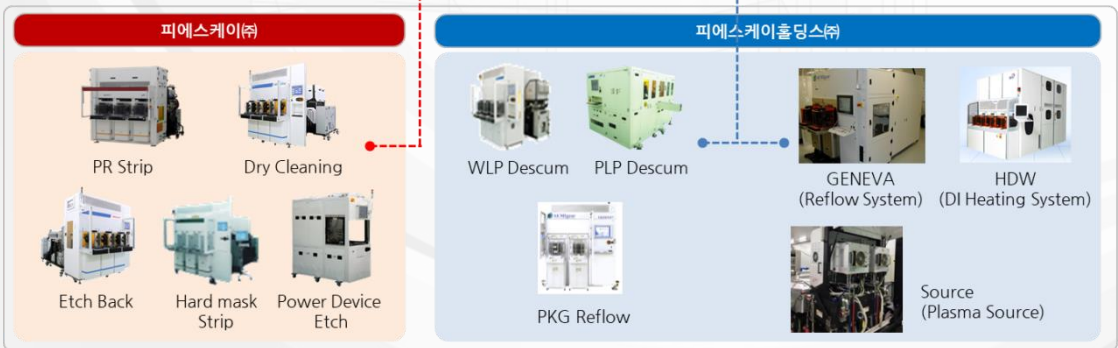 피에스케이㈜
피에스케이홀딩스㈜
PR Strip
Dry Cleaning
Etch Back
Hard mask
Strip
Power Device
Etch
WLP Descum
PLP Descum
PKG Reflow
GENEVA
(Reflow System)
HDW
(DI Heating System)
Source
(Plasma Source)